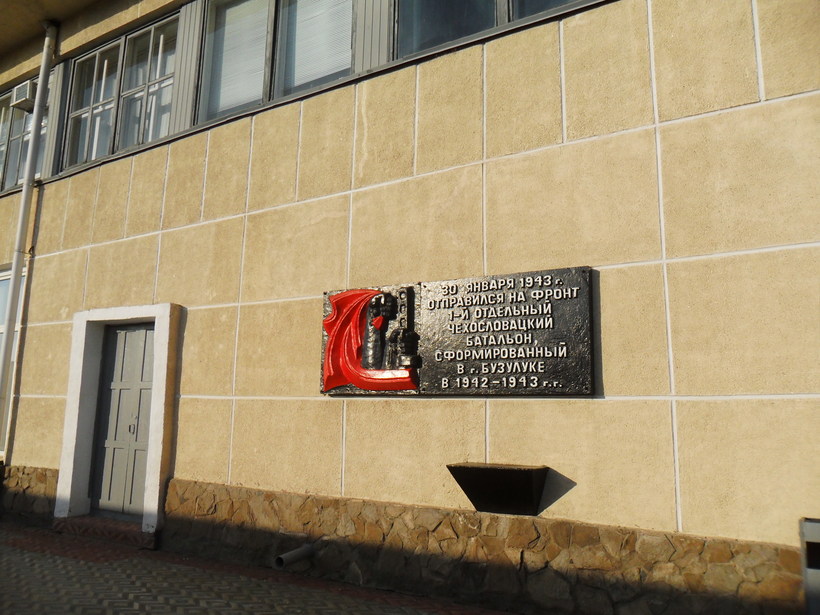 30 ЯНВАРЯ 1943 г.
ОТПРАВИЛСЯ НА ФРОНТ
1-й ОТДЕЛЬНЫЙ
ЧЕХОСЛОВАЦКИЙ
БАТАЛЬОН,
СФОРМИРОВАННЫЙ
В г. БУЗУЛУКЕ
В 1942-1943 г.г.